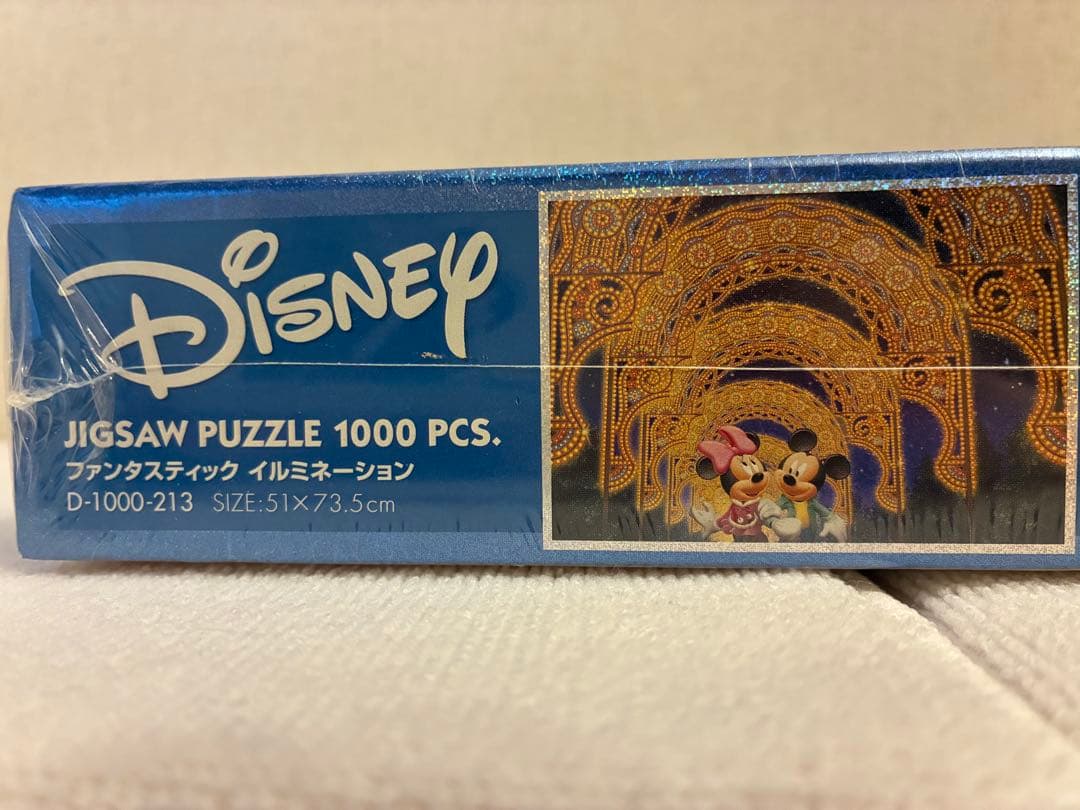 DISNEY
JIGSAW PUZZLE 1000 PCS.
ファンタスティック イルミネーション
D-1000-213 SIZE:51×73.5cm